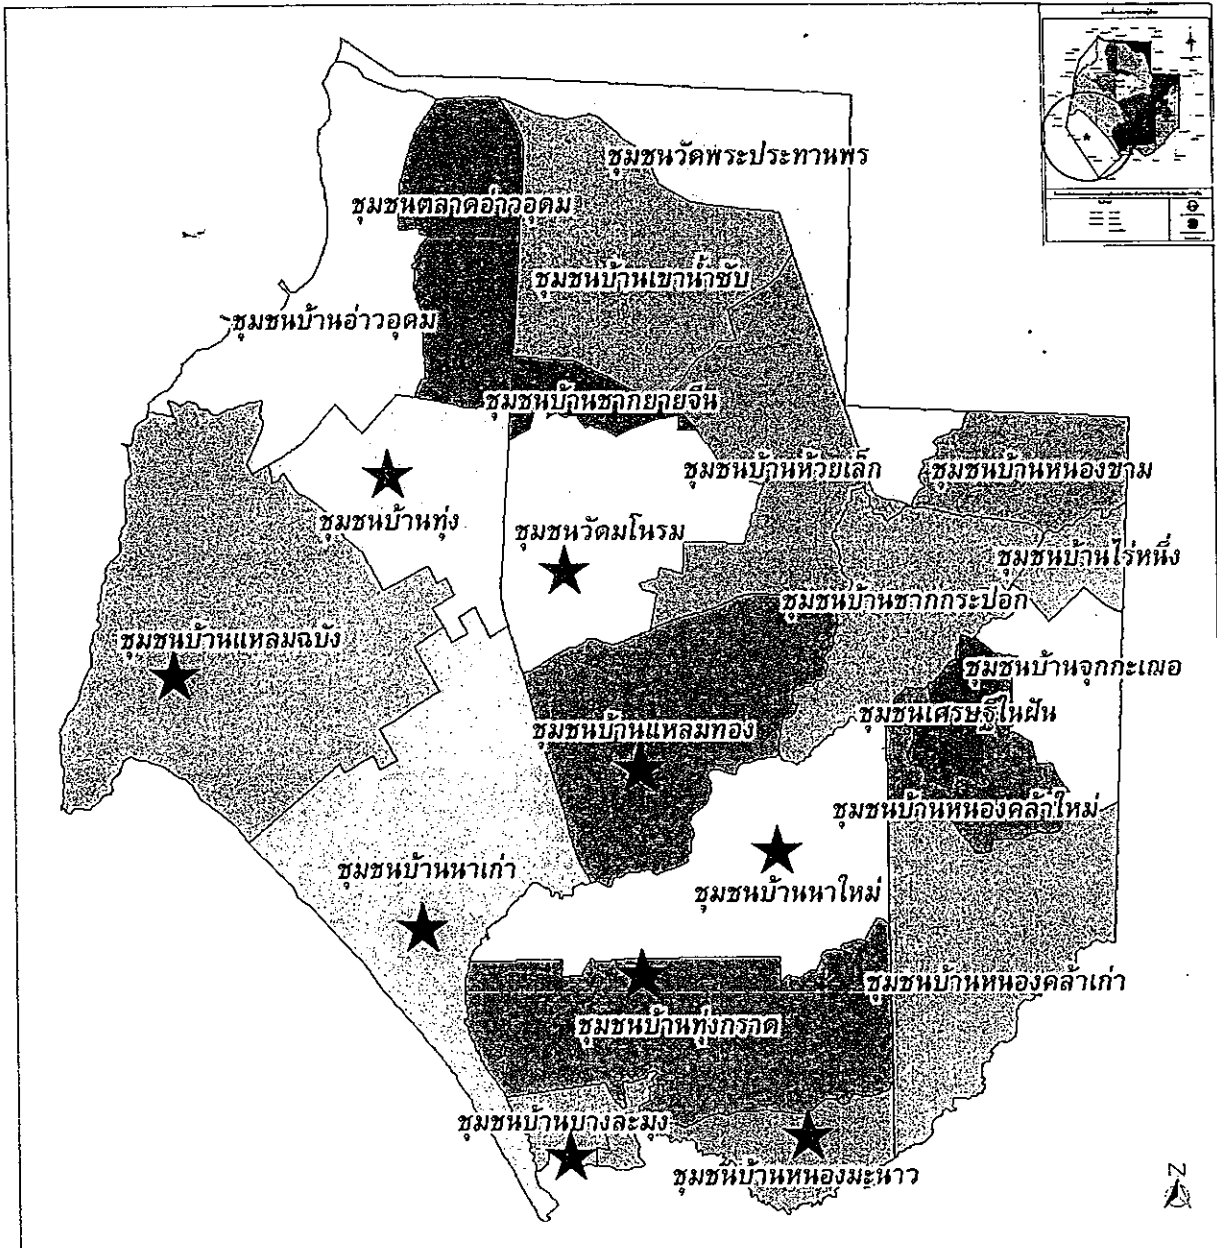 ชุมชนวัดพระประทานพร
ชุมชนตลาดอ่าวอุดม
ชุมชนบ้านเขาน้ำซับ
ชุมชนบ้านอ่าวอุดม
ชุมชนบ้านชากยายจีน
ชุมชนบ้านห้วยเล็ก
ชุมชนบ้านหนองขาม
ชุมชนบ้านทุ่ง
ชุมชนวัดมโนรม
ชุมชนบ้านไร่หนึ่ง
ชุมชนบ้านชากกระปอก
ชุมชนบ้านแหลมฉบัง
ชุมชนบ้านจุกกะเฌอ
ชุมชนเศรษฐีในฝัน
ชุมชนบ้านแหลมทอง
ชุมชนบ้านหนองคล้าใหม่
ชุมชนบ้านนาเก่า
ชุมชนบ้านนาใหม่
ชุมชนบ้านหนองคล้าเก่า
ชุมชนบ้านทุ่งกราด
ชุมชนบ้านบางละมุง
ชุมชนบ้านหนองมะนาว
N